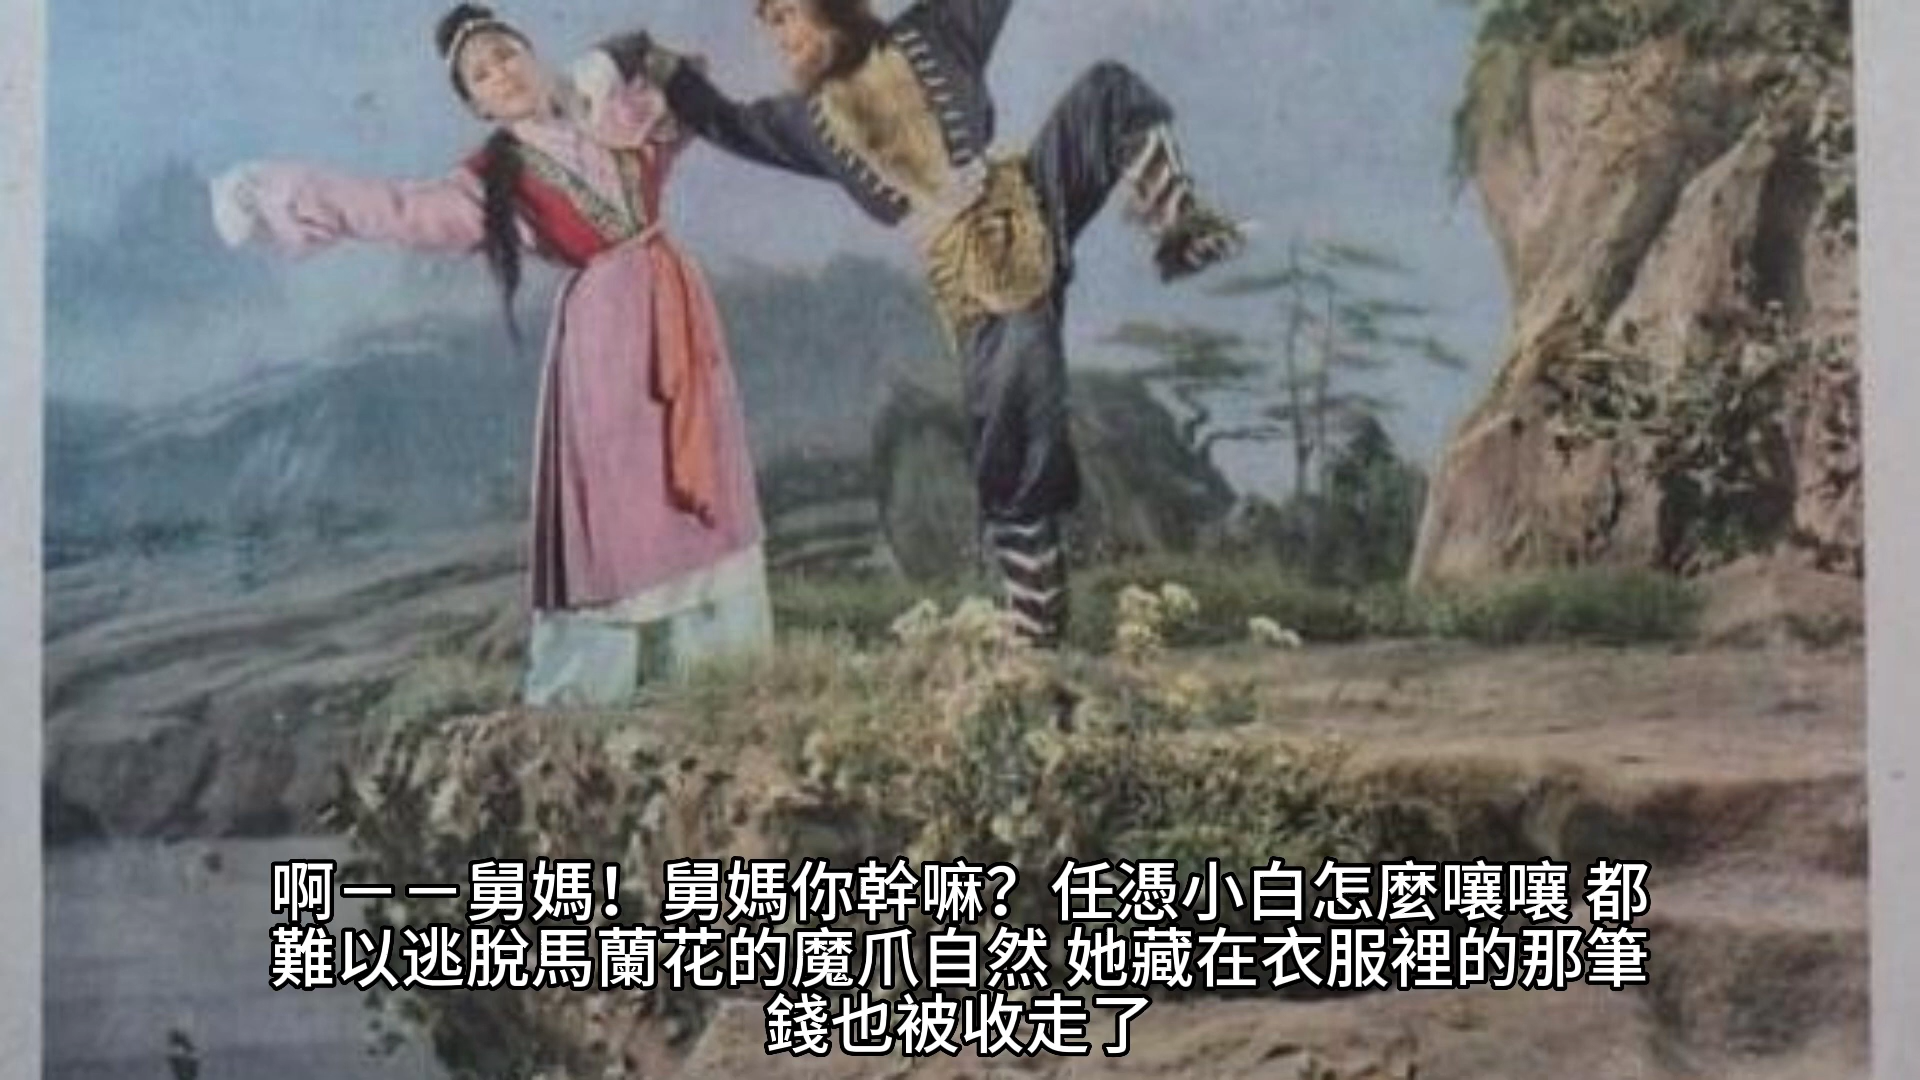 啊－－舅媽！舅媽你幹嘛？任憑小白怎麼嚷嚷 都
難以逃脫馬蘭花的魔爪自然 她藏在衣服裡的那筆
錢也被收走了